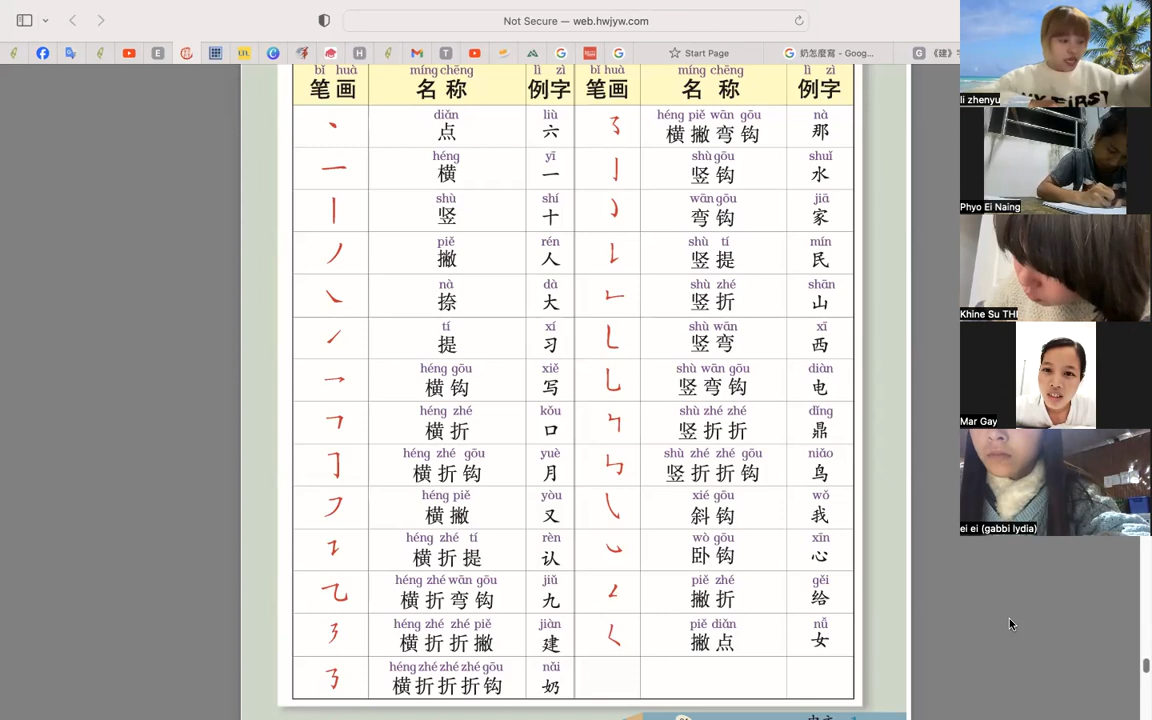 Not Secure — web.hwjyw.com
Start Page
奶怎麼寫 - Goog...
《建》
bǐ huà míng chēng lì zì bǐ huà míng chēng lì zì
笔画 名称 例字 笔画 名称 例字
diǎn liù héng piě wān gōu nà
丶 点 六 ㇌ 横撇弯钩 那
héng yī shù gōu shuǐ
一 横 一 亅 竖钩 水
shù shí wān gōu jiā
丨 竖 十 ㇁ 弯钩 家
piě rén shù tí mín
丿 撇 人 ㇙ 竖提 民
nà dà shù zhé shān
㇏ 捺 大 ㇗ 竖折 山
tí xí shù wān xī
㇀ 提 习 ㇄ 竖弯 西
héng gōu xiě shù wān gōu diàn
㇖ 横钩 写 ㇟ 竖弯钩 电
héng zhé kǒu shù zhé zhé dǐng
㇕ 横折 口 ㇞ 竖折折 鼎
héng zhé gōu yuè shù zhé zhé gōu niǎo
㇆ 横折钩 月 ㇉ 竖折折钩 鸟
héng piě yòu xié gōu wǒ
㇇ 横撇 又 ㇂ 斜钩 我
héng zhé tí rèn wò gōu xīn
㇊ 横折提 认 ㇃ 卧钩 心
héng zhé wān gōu jiǔ piě zhé gěi
㇈ 横折弯钩 九 ㇜ 撇折 给
héng zhé zhé piě jiàn piě diǎn nǚ
㇋ 横折折撇 建 ㇛ 撇点 女
héng zhé zhé zhé gōu nǎi
㇡ 横折折折钩 奶
li zhenyu
Phyo Ei Naing
Khine Su THI
Mar Gay
ei ei (gabbi lydia)